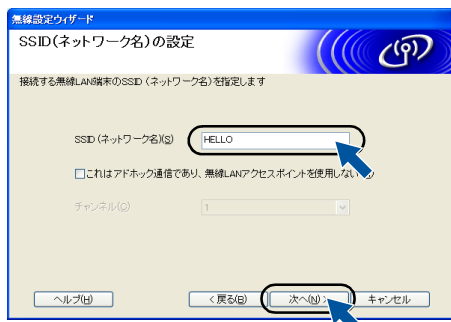 無線設定ウィザード
SSID(ネットワーク名)の設定
接続する無線LAN端末のSSID(ネットワーク名)を指定します
SSID (ネットワーク名)(S) HELLO
これはアドホック通信であり、無線LANアクセスポイントを使用しない
チャンネル(C) 1
ヘルプ(H) < 戻る(B) 次へ(N) > キャンセル